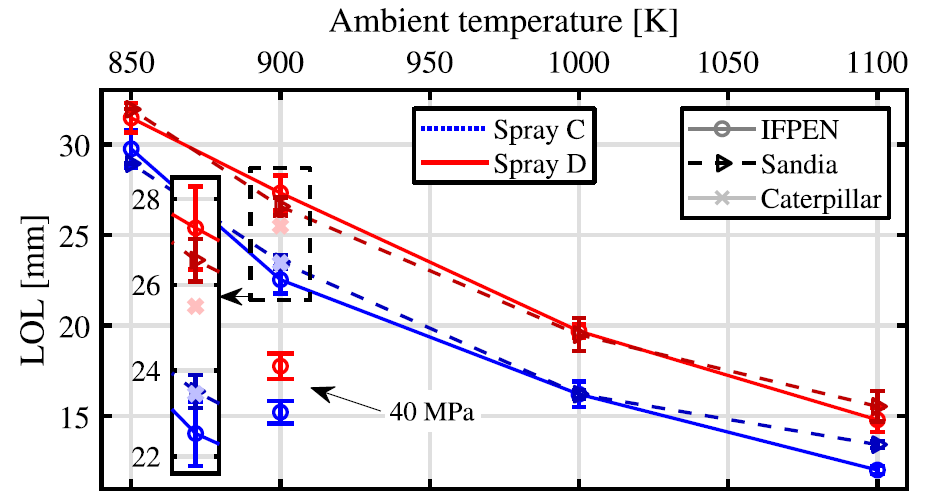 Ambient temperature [K]
850 900 950 1000 1050 1100
LOL [mm]
30
25
20
15
28
26
24
22
Spray C
Spray D
IFPEN
Sandia
Caterpillar
40 MPa